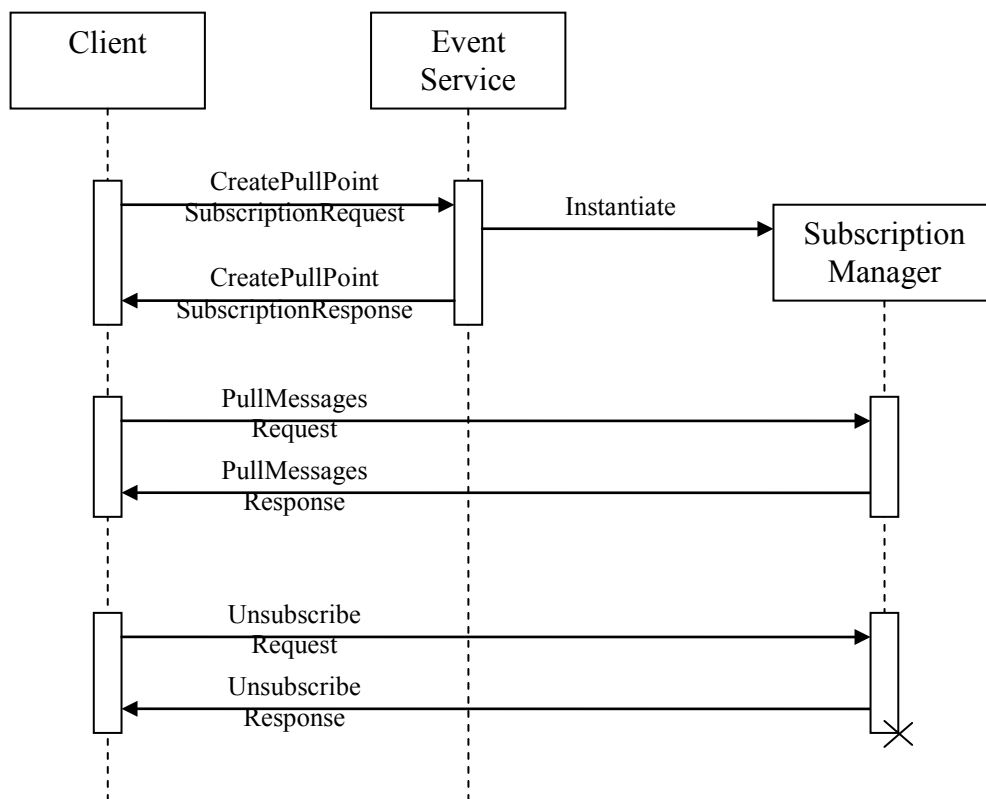 Client
Event
Service
CreatePullPoint
SubscriptionRequest
Instantiate
Subscription
Manager
CreatePullPoint
SubscriptionResponse
PullMessages
Request
PullMessages
Response
Unsubscribe
Request
Unsubscribe
Response